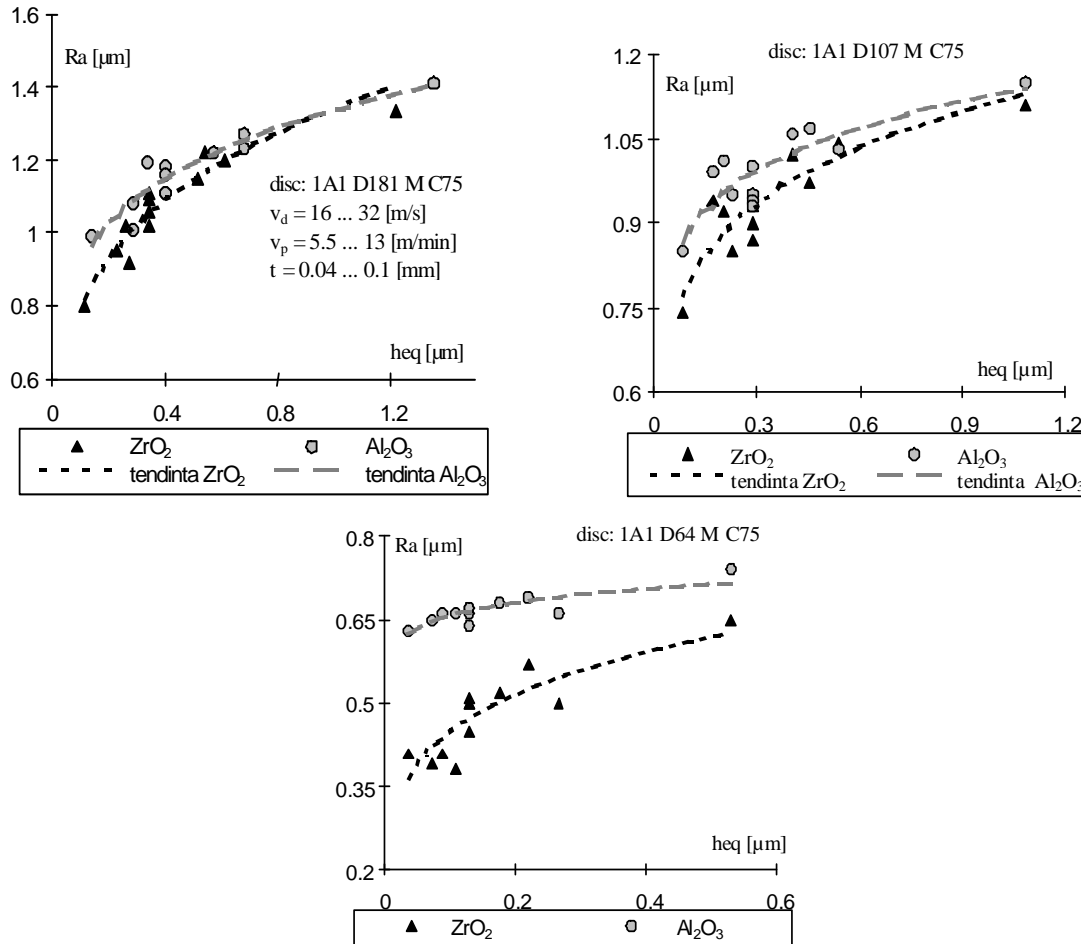 1.6
Ra [µm]
1.4
1.2
1
0.8
0.6
disc: 1A1 D181 M C75
v_d = 16 ... 32 [m/s]
v_p = 5.5 ... 13 [m/min]
t = 0.04 ... 0.1 [mm]
heq [µm]
0 0.4 0.8 1.2
ZrO₂ Al₂O₃
tendinta ZrO₂ tendinta Al₂O₃
disc: 1A1 D107 M C75
1.2
Ra [µm]
1.05
0.9
0.75
0.6
heq [µm]
0 0.3 0.6 0.9 1.2
ZrO₂ Al₂O₃
tendinta ZrO₂ tendinta Al₂O₃
disc: 1A1 D64 M C75
0.8
Ra [µm]
0.65
0.5
0.35
0.2
heq [µm]
0 0.2 0.4 0.6
ZrO₂ Al₂O₃